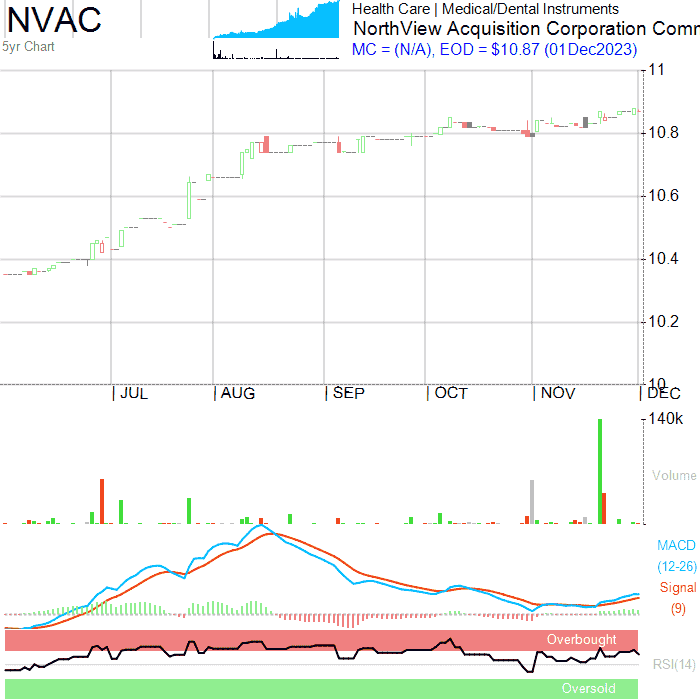 NVAC
5yr Chart
Health Care | Medical/Dental Instruments
NorthView Acquisition Corporation Comm
MC = (N/A), EOD = $10.87 (01Dec2023)
11
10.8
10.6
10.4
10.2
10
JUL
AUG
SEP
OCT
NOV
DEC
140k
Volume
MACD
(12-26)
Signal
(9)
Overbought
RSI(14)
Oversold